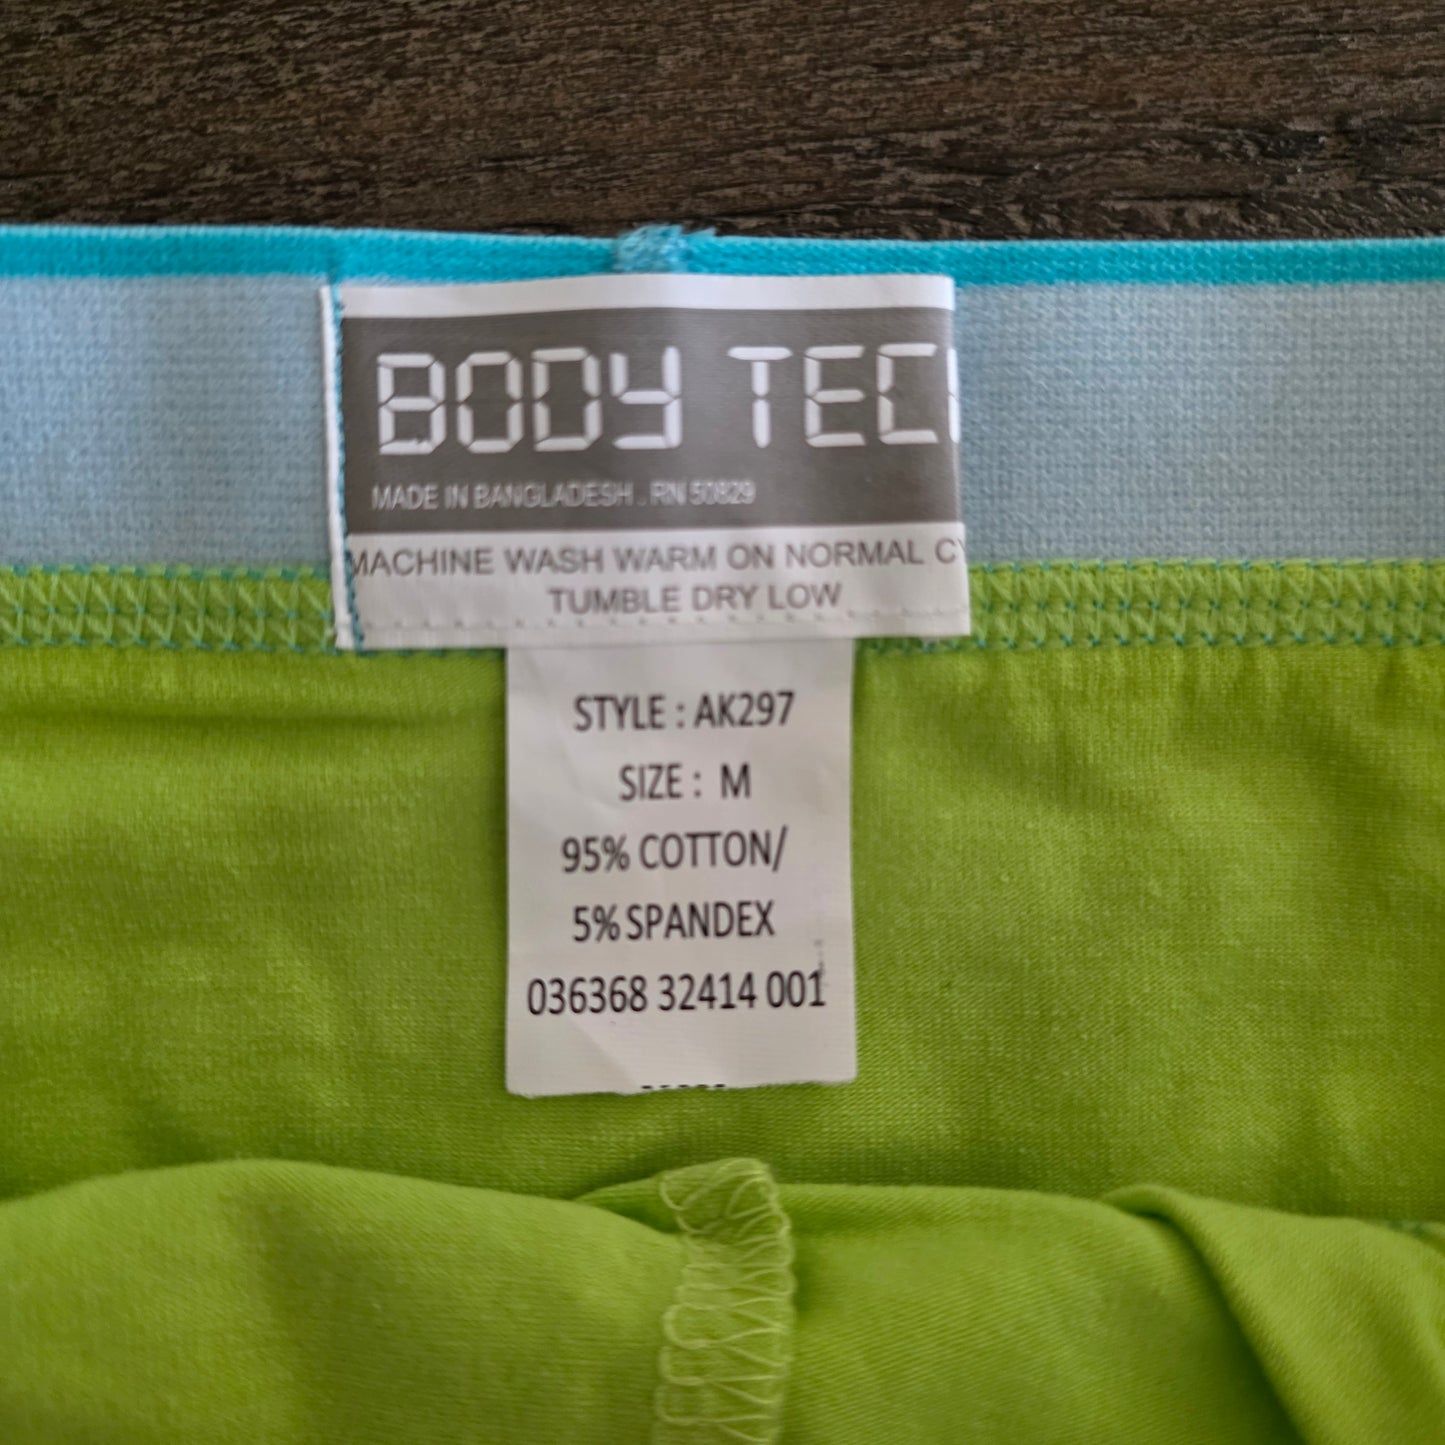 BODY TEC
MADE IN BANGLADESH . RN 50829
MACHINE WASH WARM ON NORMAL CY
TUMBLE DRY LOW
STYLE : AK297
SIZE : M
95% COTTON/
5% SPANDEX
036368 32414 001